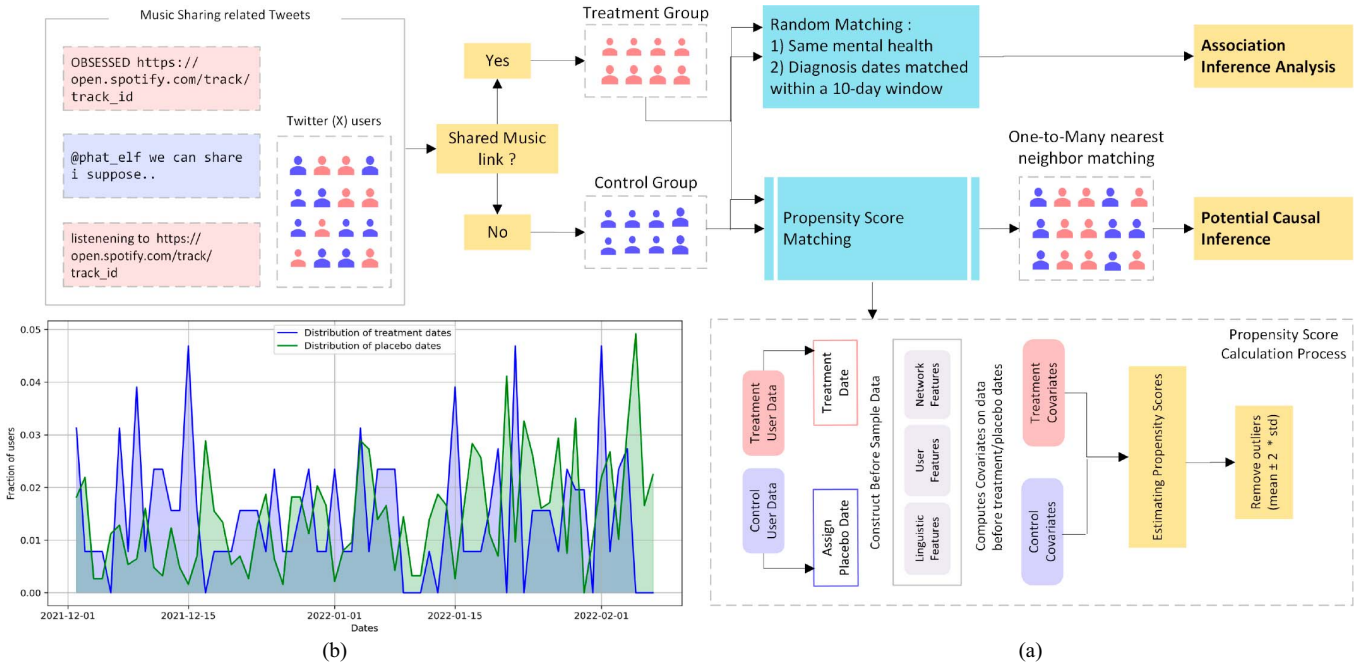 Music Sharing related Tweets
OBSESSED https://
open.spotify.com/track/
track_id
@phat_elf we can share
i suppose..
listenening to https://
open.spotify.com/track/
track_id
Twitter (X) users
Shared Music
link ?
Yes
No
Treatment Group
Control Group
Random Matching :
1) Same mental health
2) Diagnosis dates matched
within a 10-day window
Association
Inference Analysis
Propensity Score
Matching
One-to-Many nearest
neighbor matching
Potential Causal
Inference
Propensity Score
Calculation Process
Treatment
User Data
Control
User Data
Treatment
Date
Assign
Placebo Date
Construct Before Sample Data
Network
Features
User
Features
Linguistic
Features
Computes Covariates on data
before treatment/placebo dates
Treatment
Covariates
Control
Covariates
Estimating Propensity Scores
Remove outliers
(mean ± 2 * std)
(a)
Distribution of treatment dates
Distribution of placebo dates
Fraction of users
0.05
0.04
0.03
0.02
0.01
0.00
2021-12-01
2021-12-15
2022-01-01
2022-01-15
2022-02-01
Dates
(b)